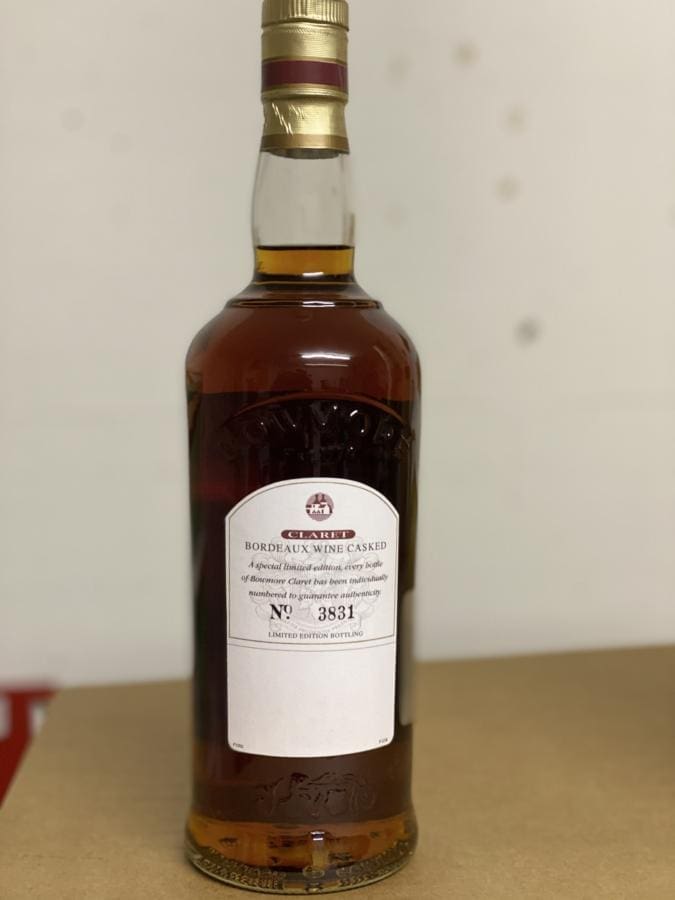 BOWMORE
CLARET
BORDEAUX WINE CASKED
A special limited edition, every bottle
of Bowmore Claret has been individually
numbered to guarantee authenticity.
Nº 3831
LIMITED EDITION BOTTLING